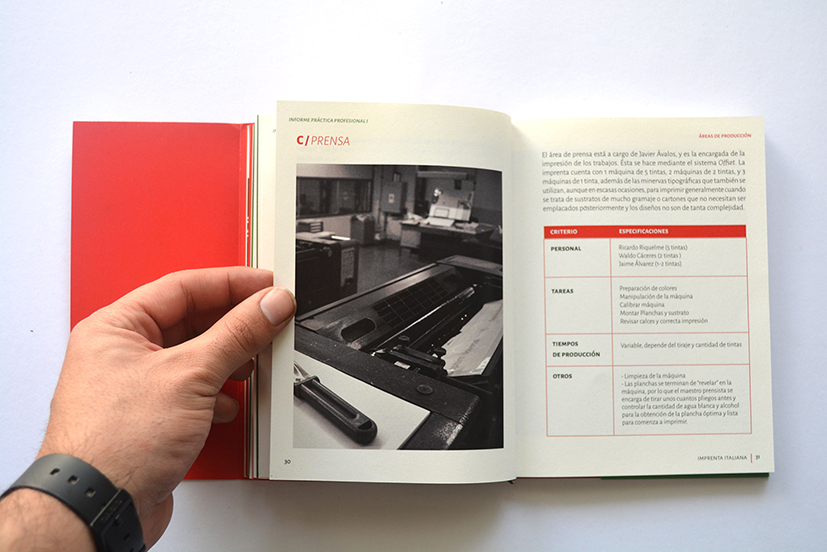 INFORME PRÁCTICA PROFESIONAL I
C/PRENSA
30
ÁREAS DE PRODUCCIÓN
El área de prensa está a cargo de Javier Ávalos, y es la encargada de la
impresión de los trabajos. Ésta se hace mediante el sistema Offset. La
imprenta cuenta con 1 máquina de 5 tintas, 2 máquinas de 2 tintas, y 3
máquinas de 1 tinta, además de las minervas tipográficas que también se
utilizan, aunque en escasas ocasiones, para imprimir generalmente cuando
se trata de sustratos de mucho gramaje o cartones que no necesitan ser
emplacados posteriormente y los diseños no son de tanta complejidad.
CRITERIO ESPECIFICACIONES
PERSONAL
Ricardo Riquelme (5 tintas)
Waldo Cáceres (2 tintas )
Jaime Álvarez (1-2 tintas)
TAREAS
Preparación de colores
Manipulación de la máquina
Calibrar máquina
Montar Planchas y sustrato
Revisar calces y correcta impresión
TIEMPOS
DE PRODUCCIÓN
Variable, depende del tiraje y cantidad de tintas
OTROS
- Limpieza de la máquina
- Las planchas se terminan de "revelar" en la
máquina, por lo que el maestro prensista se
encarga de tirar unos cuantos pliegos antes y
controlar la cantidad de agua blanca y alcohol
para la obtención de la plancha óptima y lista
para comenza a imprimir.
IMPRENTA ITALIANA | 31